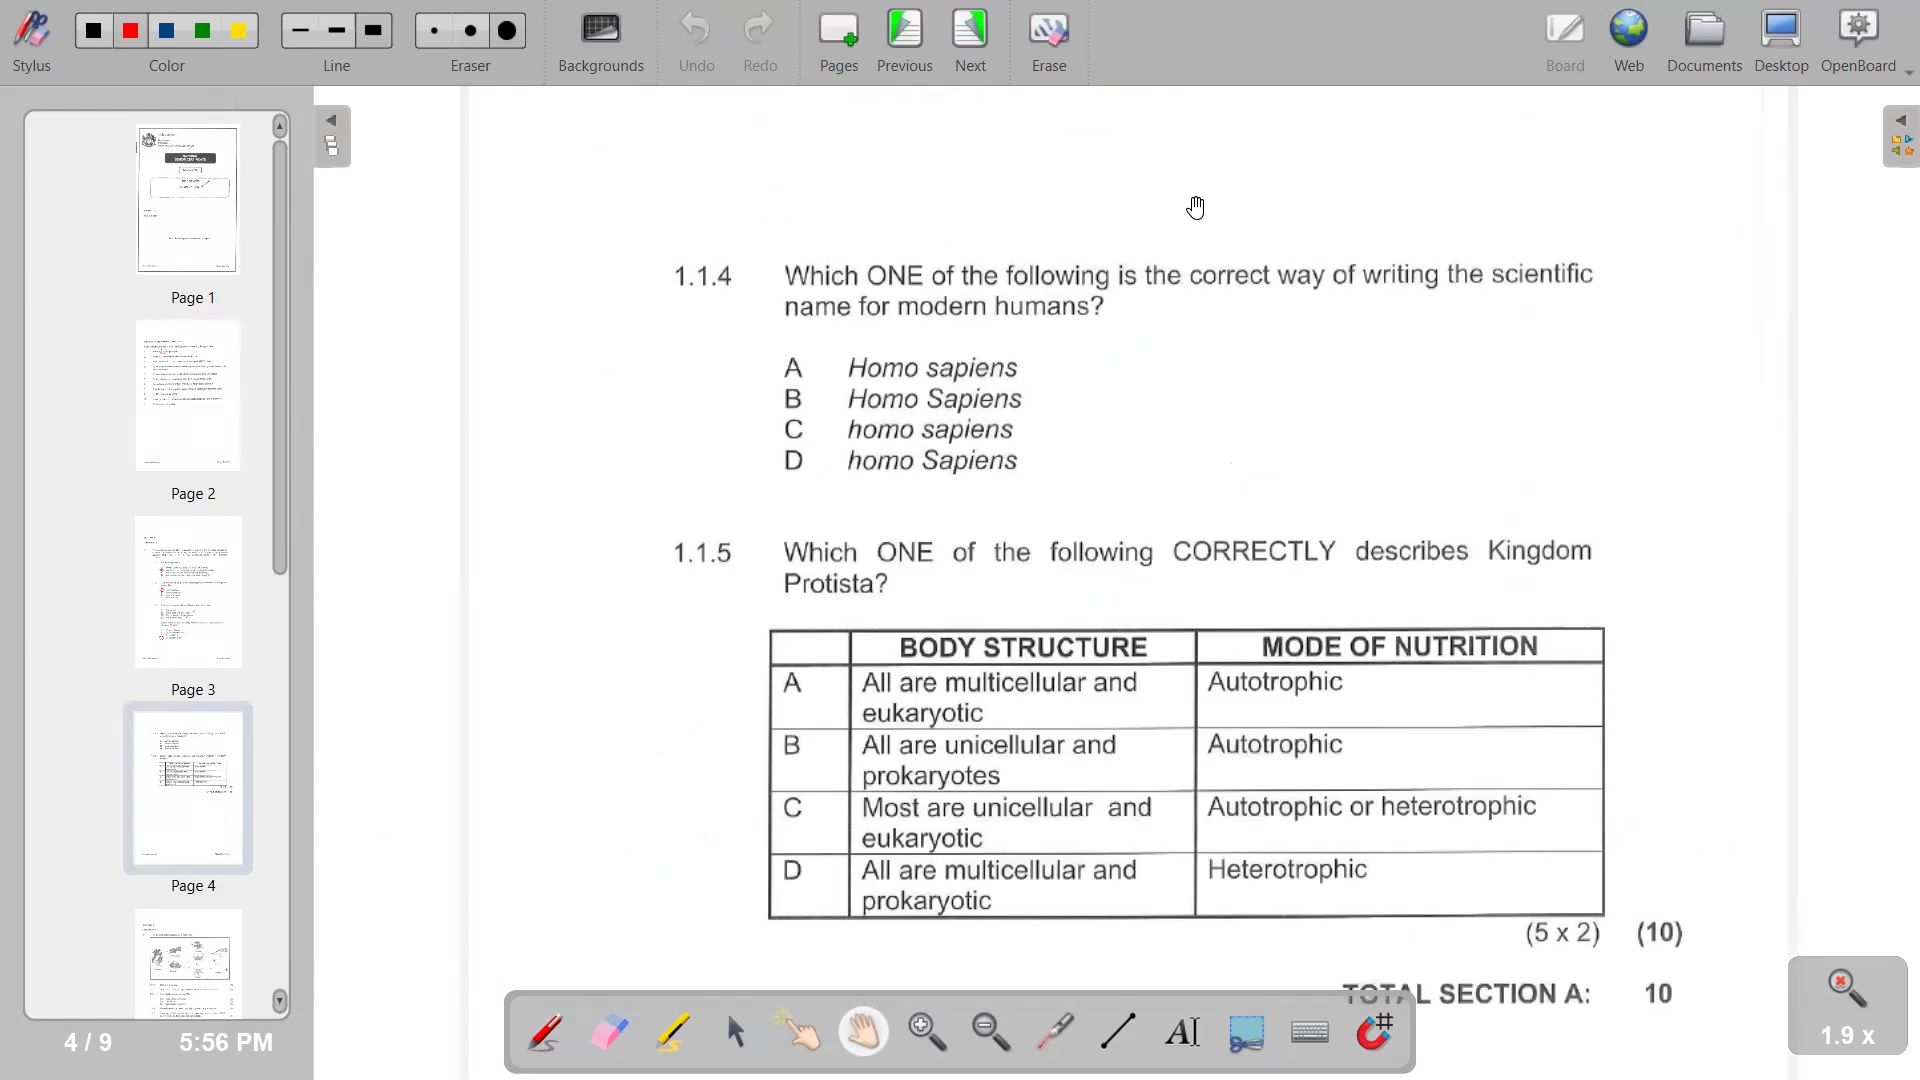 Stylus
Color
Line
Eraser
Backgrounds
Undo
Redo
Pages
Previous
Next
Erase
Board
Web
Documents
Desktop
OpenBoard
Page 1
Page 2
Page 3
Page 4
4 / 9
5:56 PM
1.1.4 Which ONE of the following is the correct way of writing the scientific
name for modern humans?
A Homo sapiens
B Homo Sapiens
C homo sapiens
D homo Sapiens
1.1.5 Which ONE of the following CORRECTLY describes Kingdom
Protista?
BODY STRUCTURE MODE OF NUTRITION
A All are multicellular and Autotrophic
eukaryotic
B All are unicellular and Autotrophic
prokaryotes
C Most are unicellular and Autotrophic or heterotrophic
eukaryotic
D All are multicellular and Heterotrophic
prokaryotic
(5 x 2) (10)
TOTAL SECTION A: 10
1.9 x